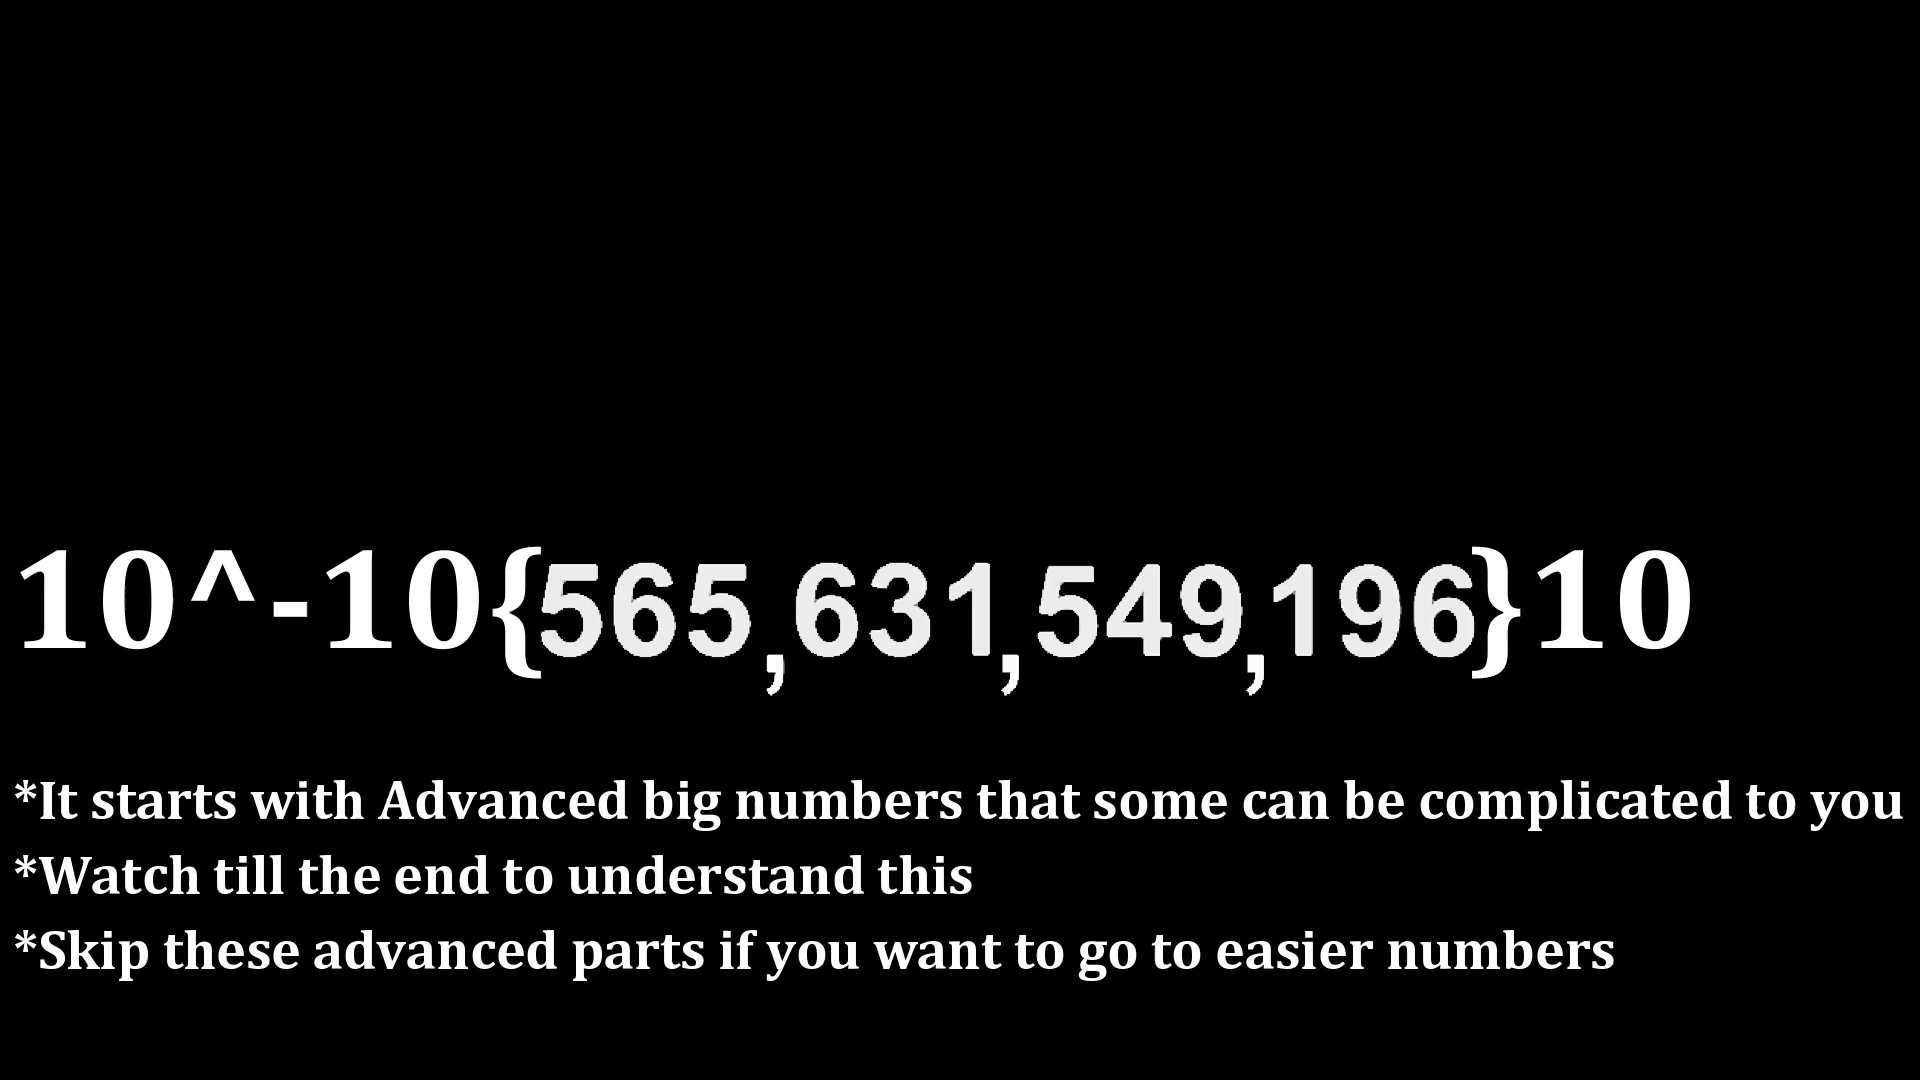 10^-10{565,631,549,196}10
*It starts with Advanced big numbers that some can be complicated to you
*Watch till the end to understand this
*Skip these advanced parts if you want to go to easier numbers